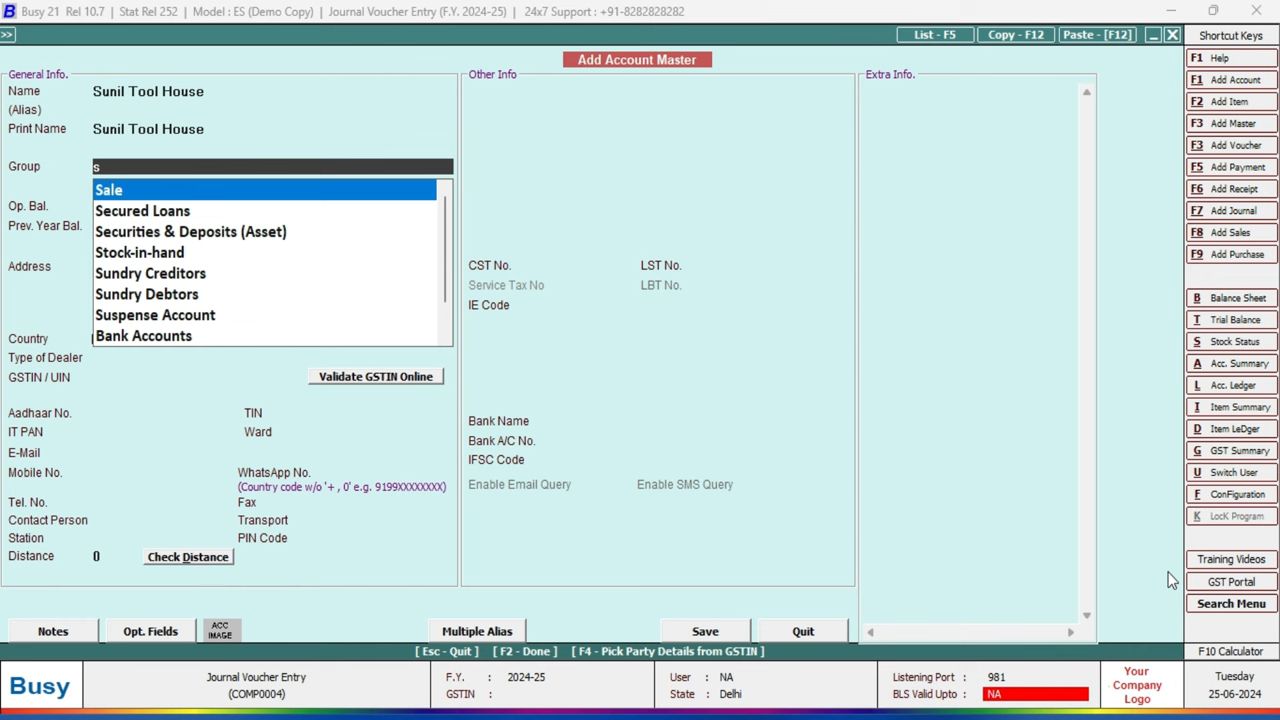 Busy 21 Rel 10.7 | Stat Rel 252 | Model : ES (Demo Copy) | Journal Voucher Entry (F.Y. 2024-25) | 24x7 Support : +91-8282828282
>> List - F5 Copy - F12 Paste - [F12] Shortcut Keys
Add Account Master
General Info. Other Info Extra Info.
Name Sunil Tool House
(Alias)
Print Name Sunil Tool House
Group s
Sale
Secured Loans
Securities & Deposits (Asset)
Stock-in-hand
Sundry Creditors
Sundry Debtors
Suspense Account
Bank Accounts
Op. Bal.
Prev. Year Bal.
Address
Country
Type of Dealer
GSTIN / UIN Validate GSTIN Online
Aadhaar No. TIN
IT PAN Ward
E-Mail
Mobile No. WhatsApp No.
(Country code w/o '+ , 0' e.g. 9199XXXXXXXX)
Tel. No. Fax
Contact Person Transport
Station PIN Code
Distance 0 Check Distance
CST No. LST No.
Service Tax No LBT No.
IE Code
Bank Name
Bank A/C No.
IFSC Code
Enable Email Query Enable SMS Query
Notes Opt. Fields ACC IMAGE Multiple Alias Save Quit
[ Esc - Quit ] [ F2 - Done ] [ F4 - Pick Party Details from GSTIN ]
F1 Help
F1 Add Account
F2 Add Item
F3 Add Master
F3 Add Voucher
F5 Add Payment
F6 Add Receipt
F7 Add Journal
F8 Add Sales
F9 Add Purchase
B Balance Sheet
T Trial Balance
S Stock Status
A Acc. Summary
L Acc. Ledger
I Item Summary
D Item LeDger
G GST Summary
U Switch User
F ConFiguration
K LocK Program
Training Videos
GST Portal
Search Menu
F10 Calculator
Busy
Journal Voucher Entry
(COMP0004)
F.Y. : 2024-25
GSTIN :
User : NA
State : Delhi
Listening Port : 981
BLS Valid Upto : NA
Your
Company
Logo
Tuesday
25-06-2024